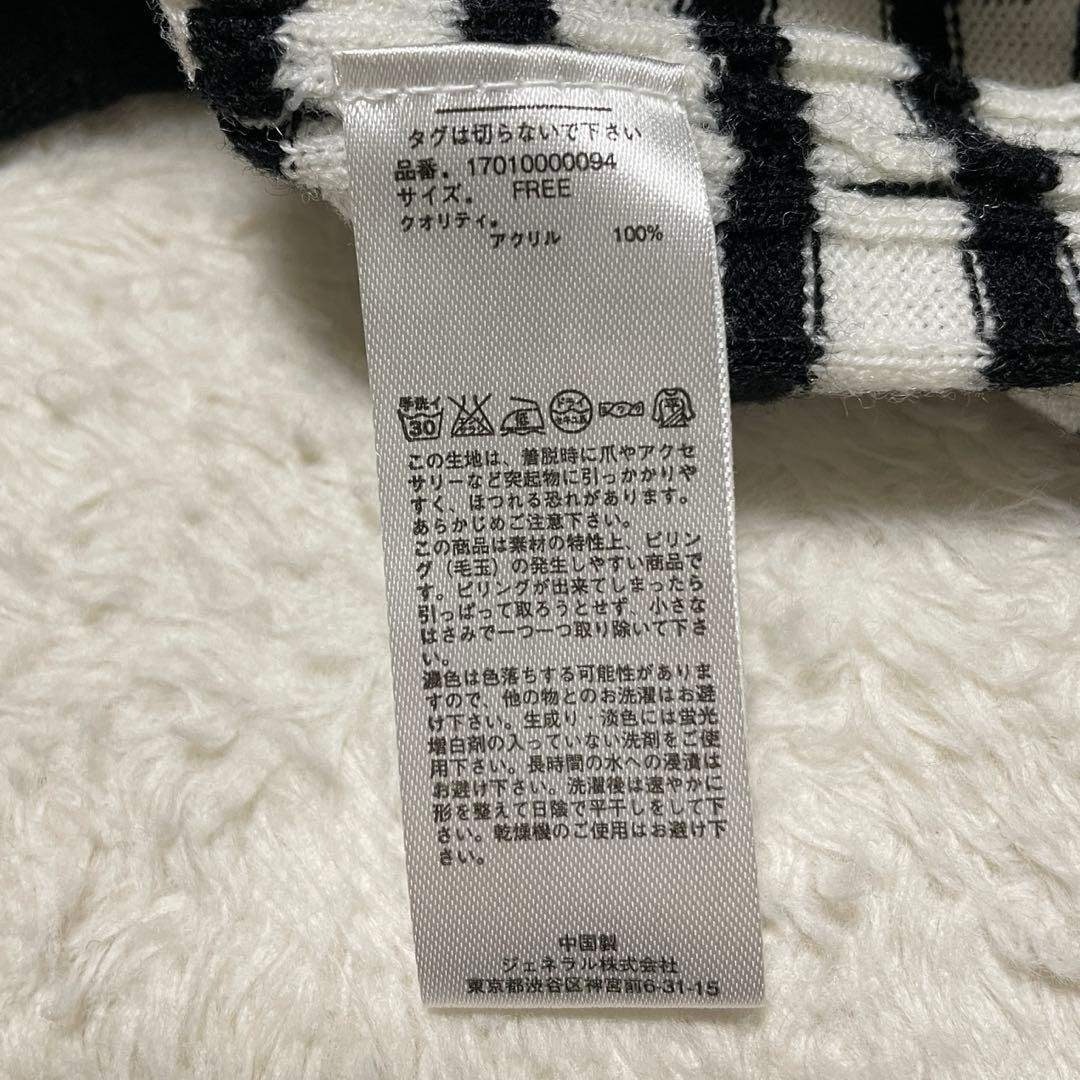 タグは切らないで下さい
品番. 17010000094
サイズ. FREE
クオリティ.
アクリル 100%
手洗イ 30 エンソ 低 ドライ セキユ系 ヨワク 平
この生地は、着脱時に爪やアクセ
サリーなど突起物に引っかかりや
すく、ほつれる恐れがあります。
あらかじめご注意下さい。
この商品は素材の特性上、ピリン
グ(毛玉)の発生しやすい商品で
す。ピリングが出来てしまったら
引っぱって取ろうとせず、小さな
はさみで一つ一つ取り除いて下さ
い。
濃色は色落ちする可能性がありま
すので、他の物とのお洗濯はお避
け下さい。生成り・淡色には蛍光
増白剤の入っていない洗剤をご使
用下さい。長時間の水への浸漬は
お避け下さい。洗濯後は速やかに
形を整えて日陰で平干しをして下
さい。乾燥機のご使用はお避け下
さい。
中国製
ジェネラル株式会社
東京都渋谷区神宮前6-31-15